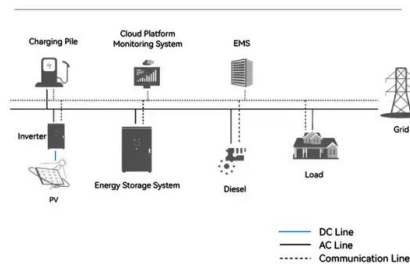 Charging Pile
Cloud Platform
Monitoring System
EMS
Grid
Inverter
PV
Energy Storage System
Diesel
Load
DC Line
AC Line
Communication Line